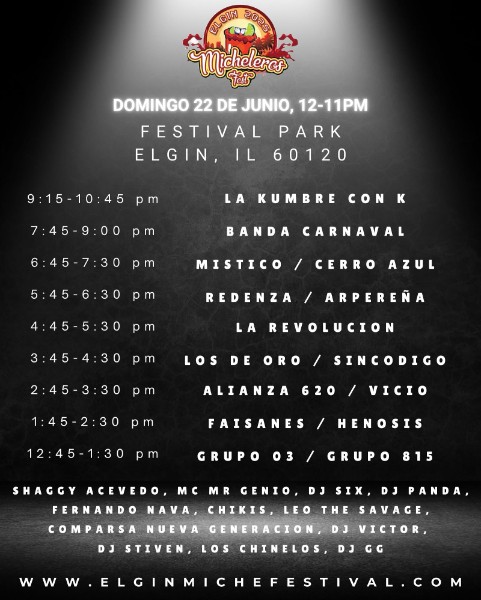 ELGIN 2025
Micheleros
Fest
DOMINGO 22 DE JUNIO, 12-11PM
FESTIVAL PARK
ELGIN, IL 60120
9:15-10:45 pm LA KUMBRE CON K
7:45-9:00 pm BANDA CARNAVAL
6:45-7:30 pm MISTICO / CERRO AZUL
5:45-6:30 pm REDENZA / ARPEREÑA
4:45-5:30 pm LA REVOLUCION
3:45-4:30 pm LOS DE ORO / SINCODIGO
2:45-3:30 pm ALIANZA 620 / VICIO
1:45-2:30 pm FAISANES / HENOSIS
12:45-1:30 pm GRUPO 03 / GRUPO 815
SHAGGY ACEVEDO, MC MR GENIO, DJ SIX, DJ PANDA,
FERNANDO NAVA, CHIKIS, LEO THE SAVAGE,
COMPARSA NUEVA GENERACION, DJ VICTOR,
DJ STIVEN, LOS CHINELOS, DJ GG
WWW.ELGINMICHEFESTIVAL.COM